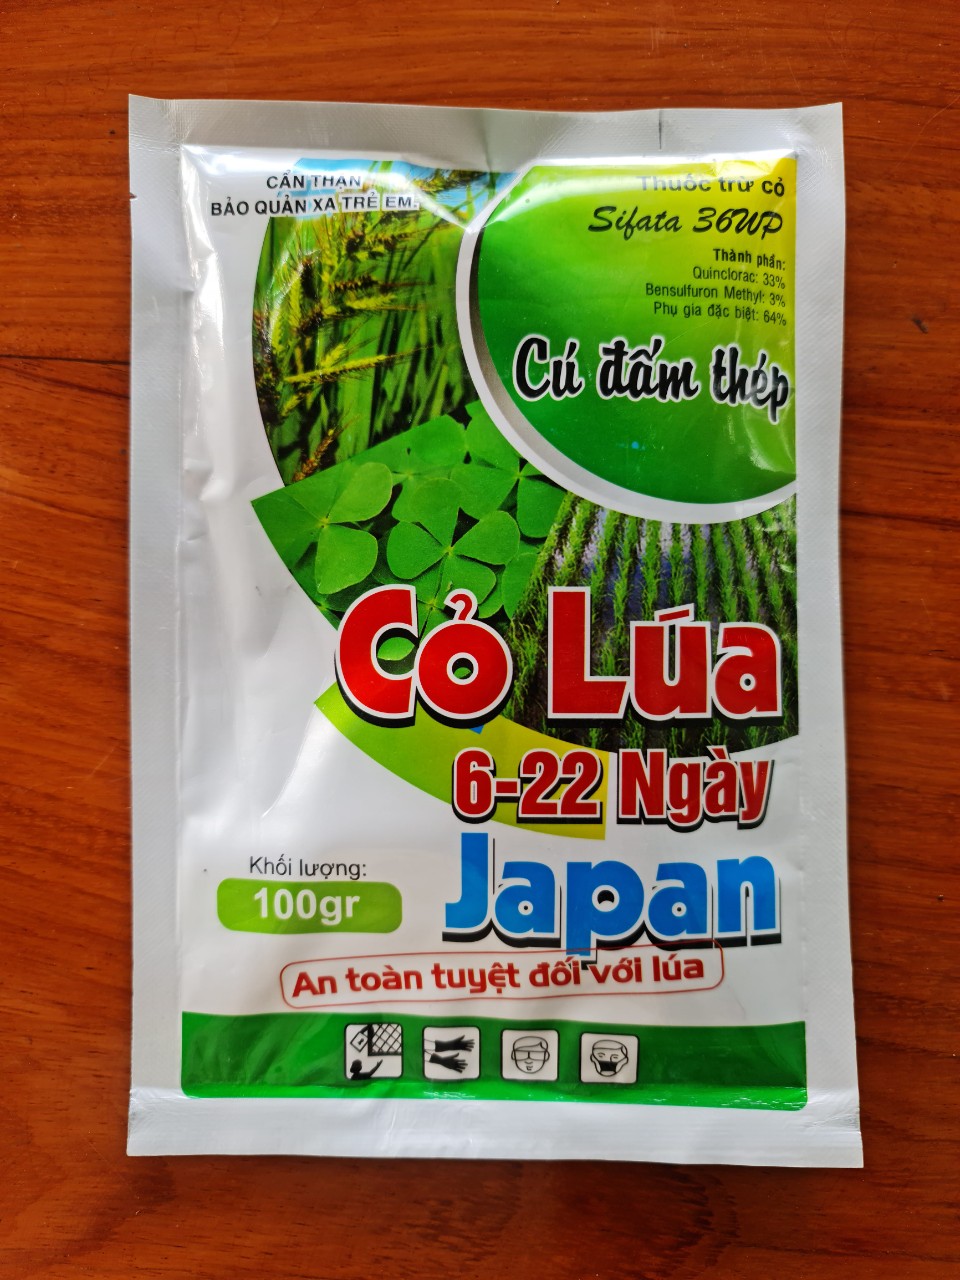 CẨN THẬN
BẢO QUẢN XA TRẺ EM.
Thuốc trừ cỏ
Sifata 36WP
Thành phần:
Quinclorac: 33%
Bensulfuron Methyl: 3%
Phụ gia đặc biệt: 64%
Cú đấm thép
Cỏ Lúa
6-22 Ngày
Japan
Khối lượng:
100gr
An toàn tuyệt đối với lúa